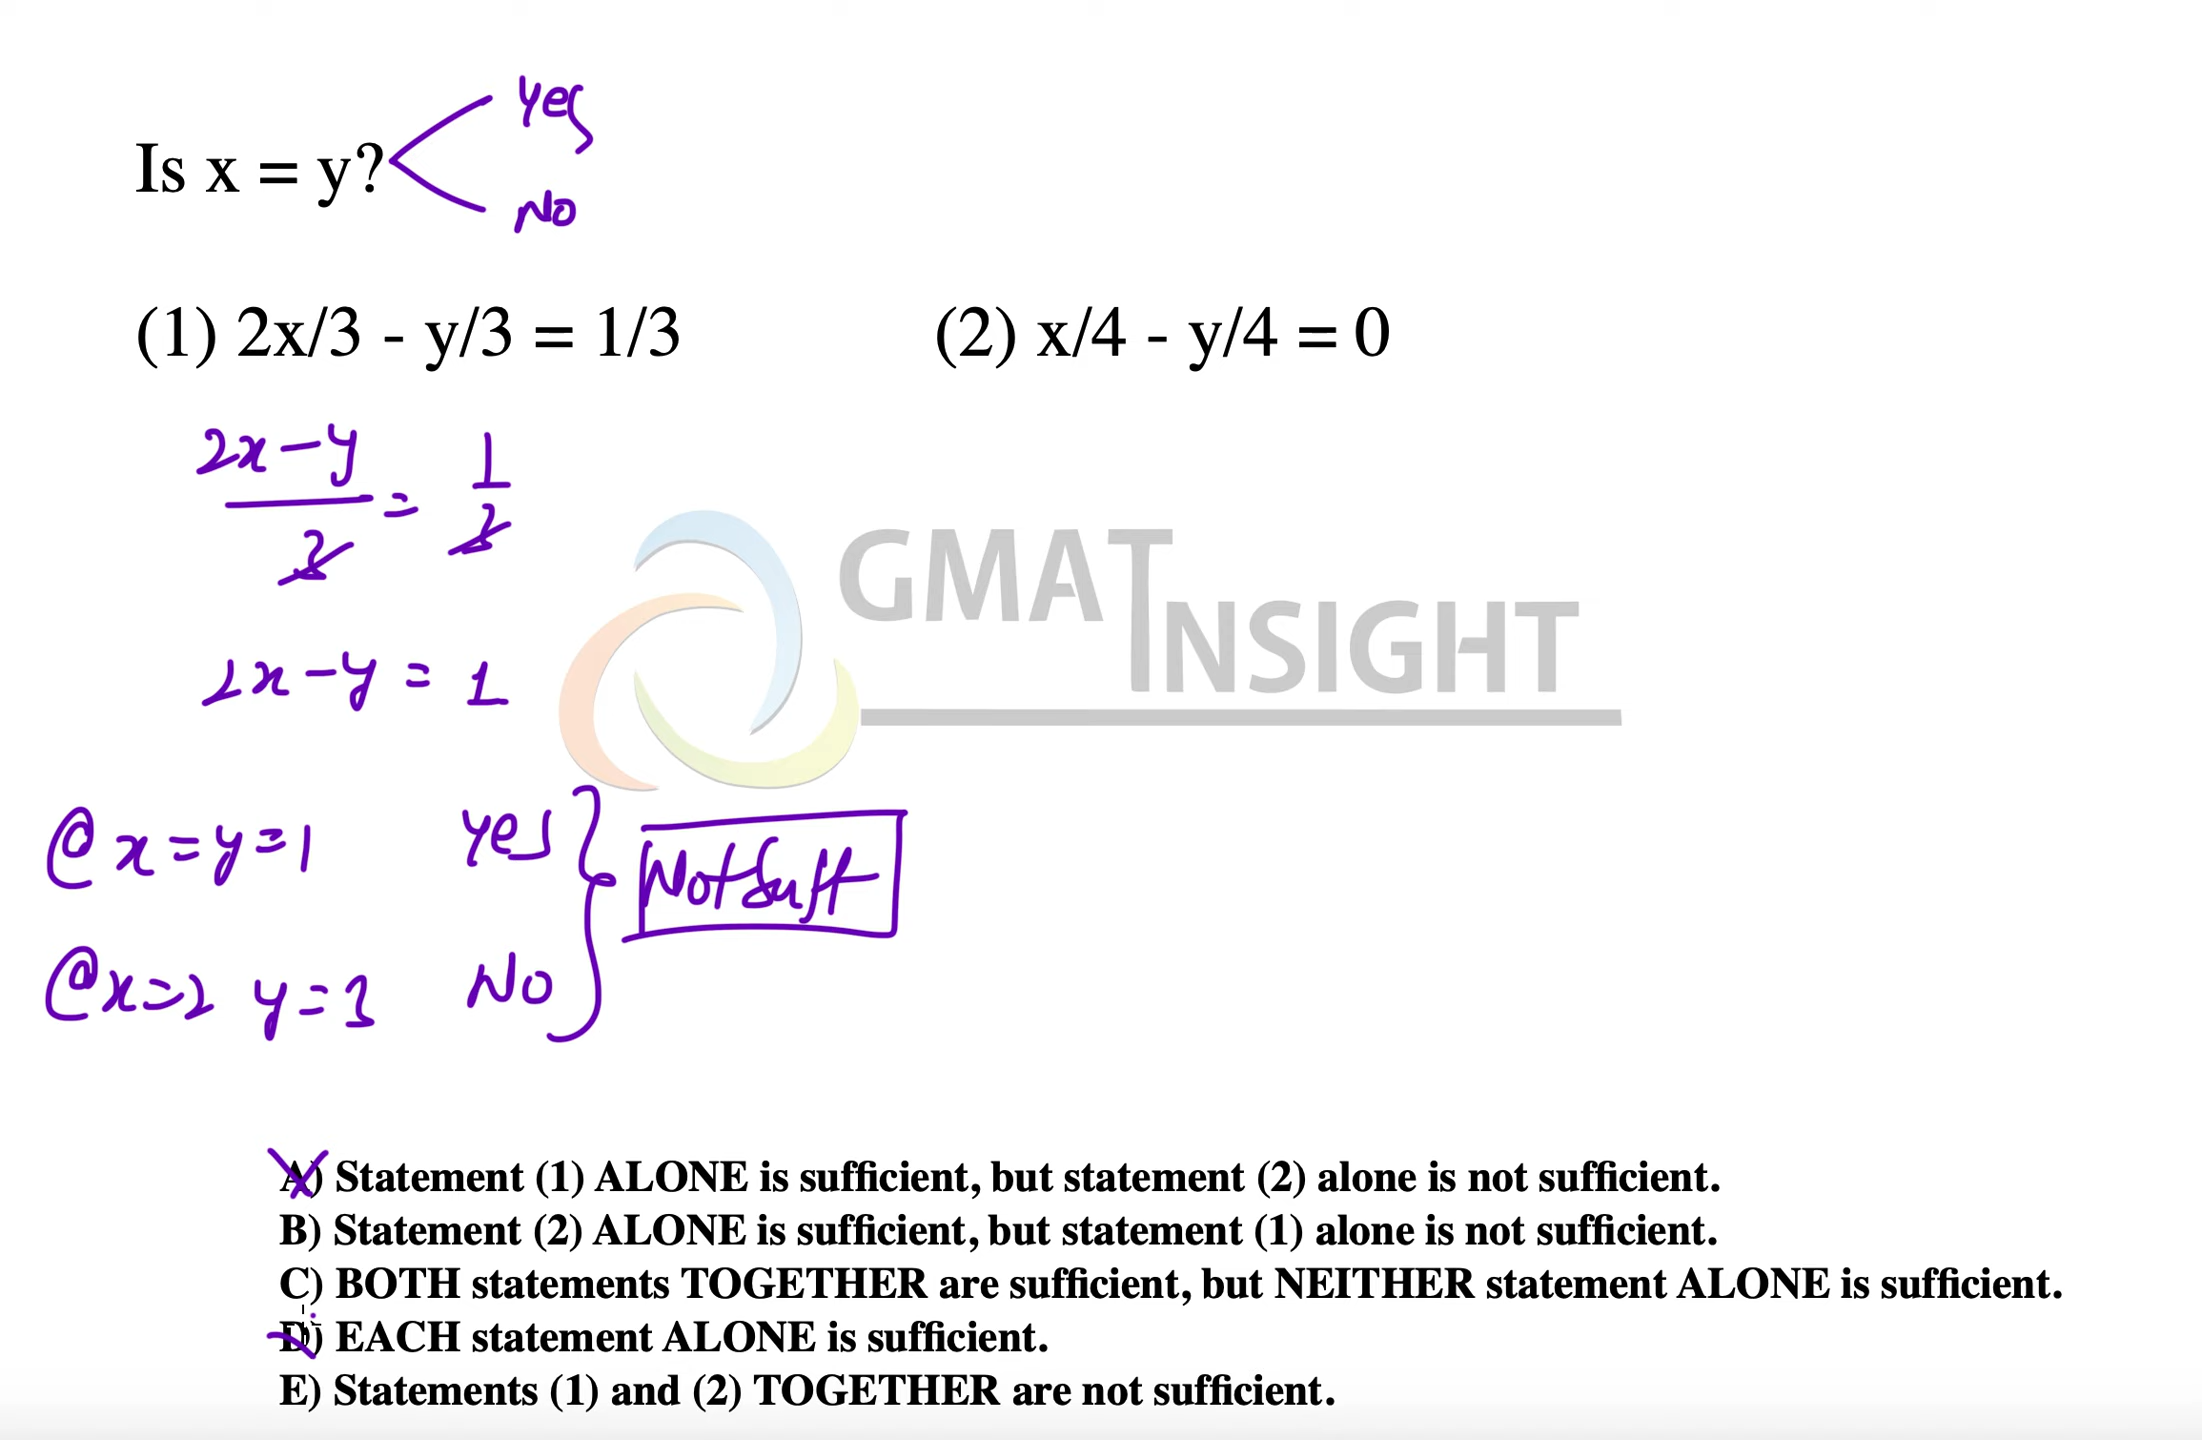 Is x = y?
Yes
No
(1) 2x/3 - y/3 = 1/3
(2) x/4 - y/4 = 0
2x-y/3 = 1/3
2x-y = 1
GMAT INSIGHT
@ x=y=1 Yes
Not Suff
@x=2 y=3 No
A) Statement (1) ALONE is sufficient, but statement (2) alone is not sufficient.
B) Statement (2) ALONE is sufficient, but statement (1) alone is not sufficient.
C) BOTH statements TOGETHER are sufficient, but NEITHER statement ALONE is sufficient.
D) EACH statement ALONE is sufficient.
E) Statements (1) and (2) TOGETHER are not sufficient.